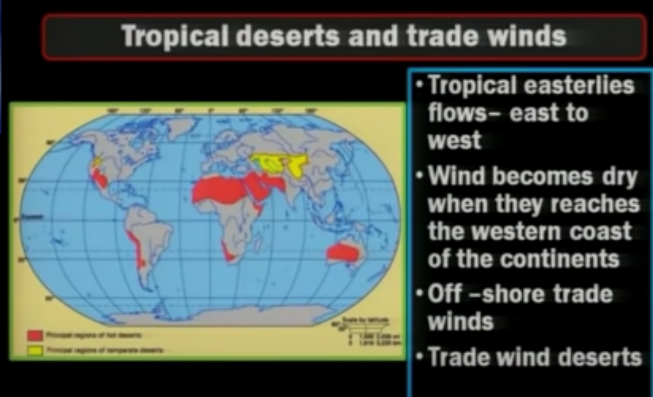 Tropical deserts and trade winds
• Tropical easterlies
flows– east to
west
• Wind becomes dry
when they reaches
the western coast
of the continents
• Off –shore trade
winds
• Trade wind deserts
Equator
Scale by latitude
Principal regions of hot deserts
Principal regions of temperate deserts